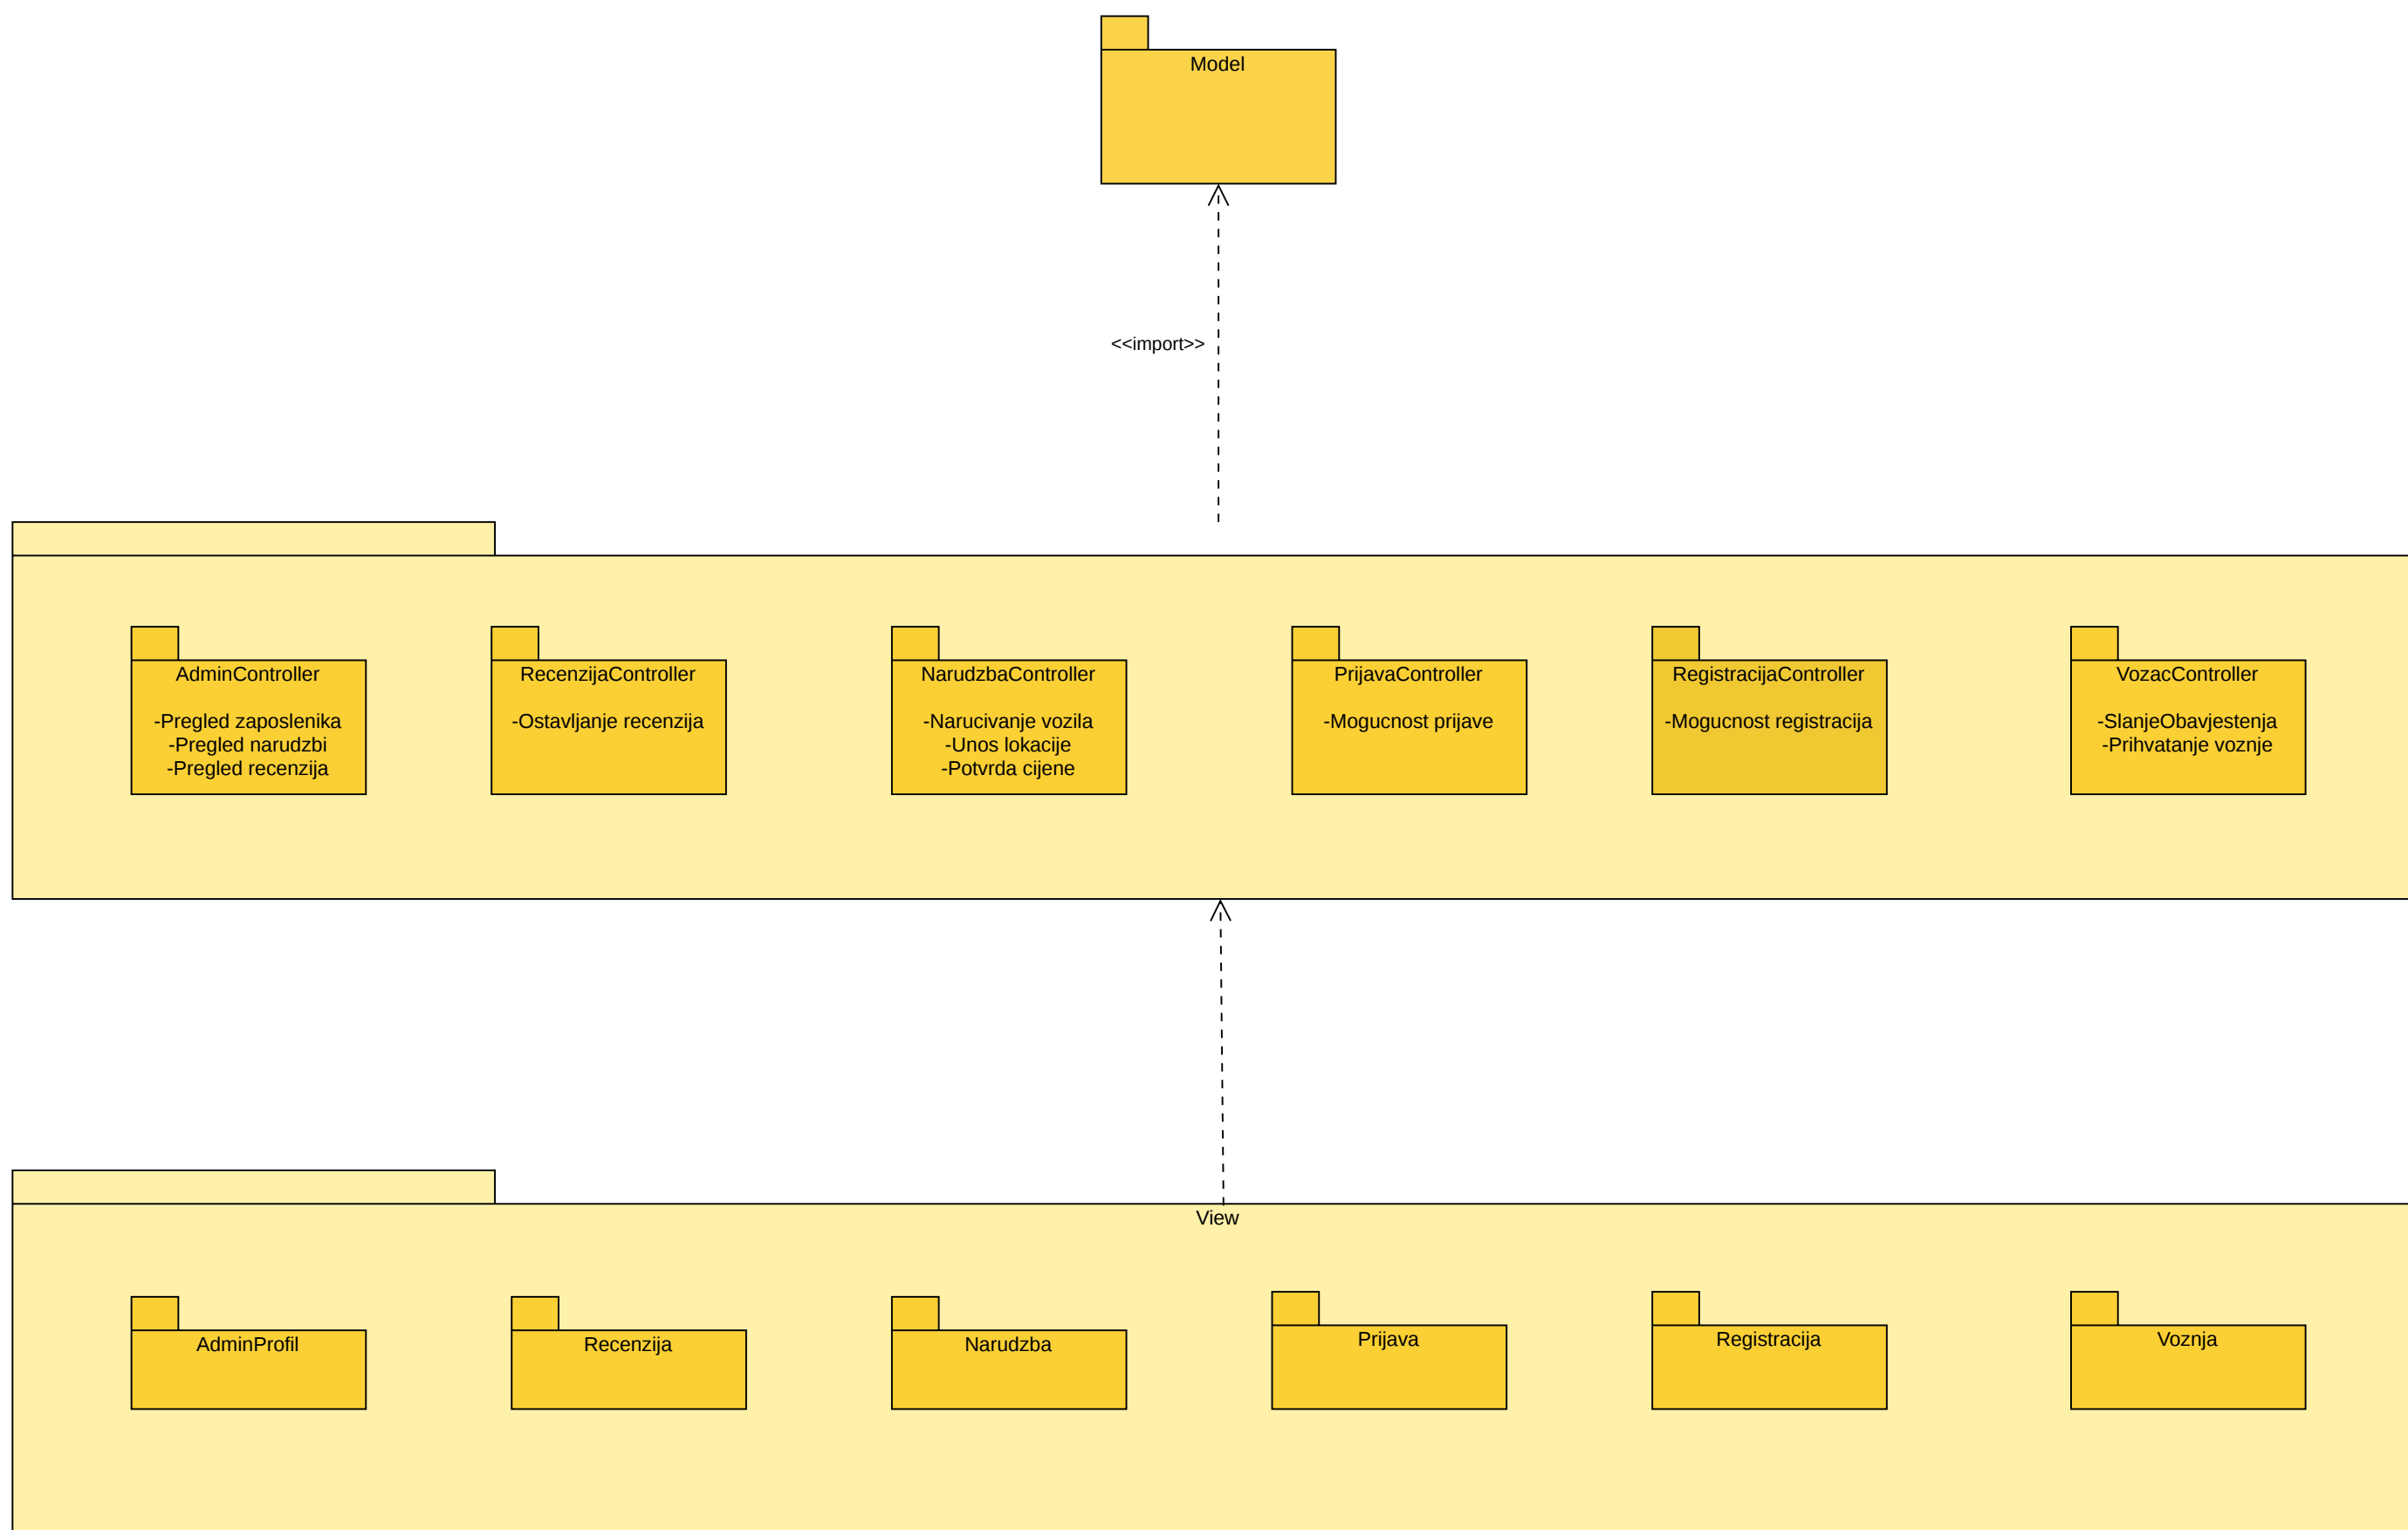 Model
<<import>>
AdminController
-Pregled zaposlenika
-Pregled narudzbi
-Pregled recenzija
RecenzijaController
-Ostavljanje recenzija
NarudzbaController
-Narucivanje vozila
-Unos lokacije
-Potvrda cijene
PrijavaController
-Mogucnost prijave
RegistracijaController
-Mogucnost registracija
VozacController
-SlanjeObavjestenja
-Prihvatanje voznje
View
AdminProfil
Recenzija
Narudzba
Prijava
Registracija
Voznja